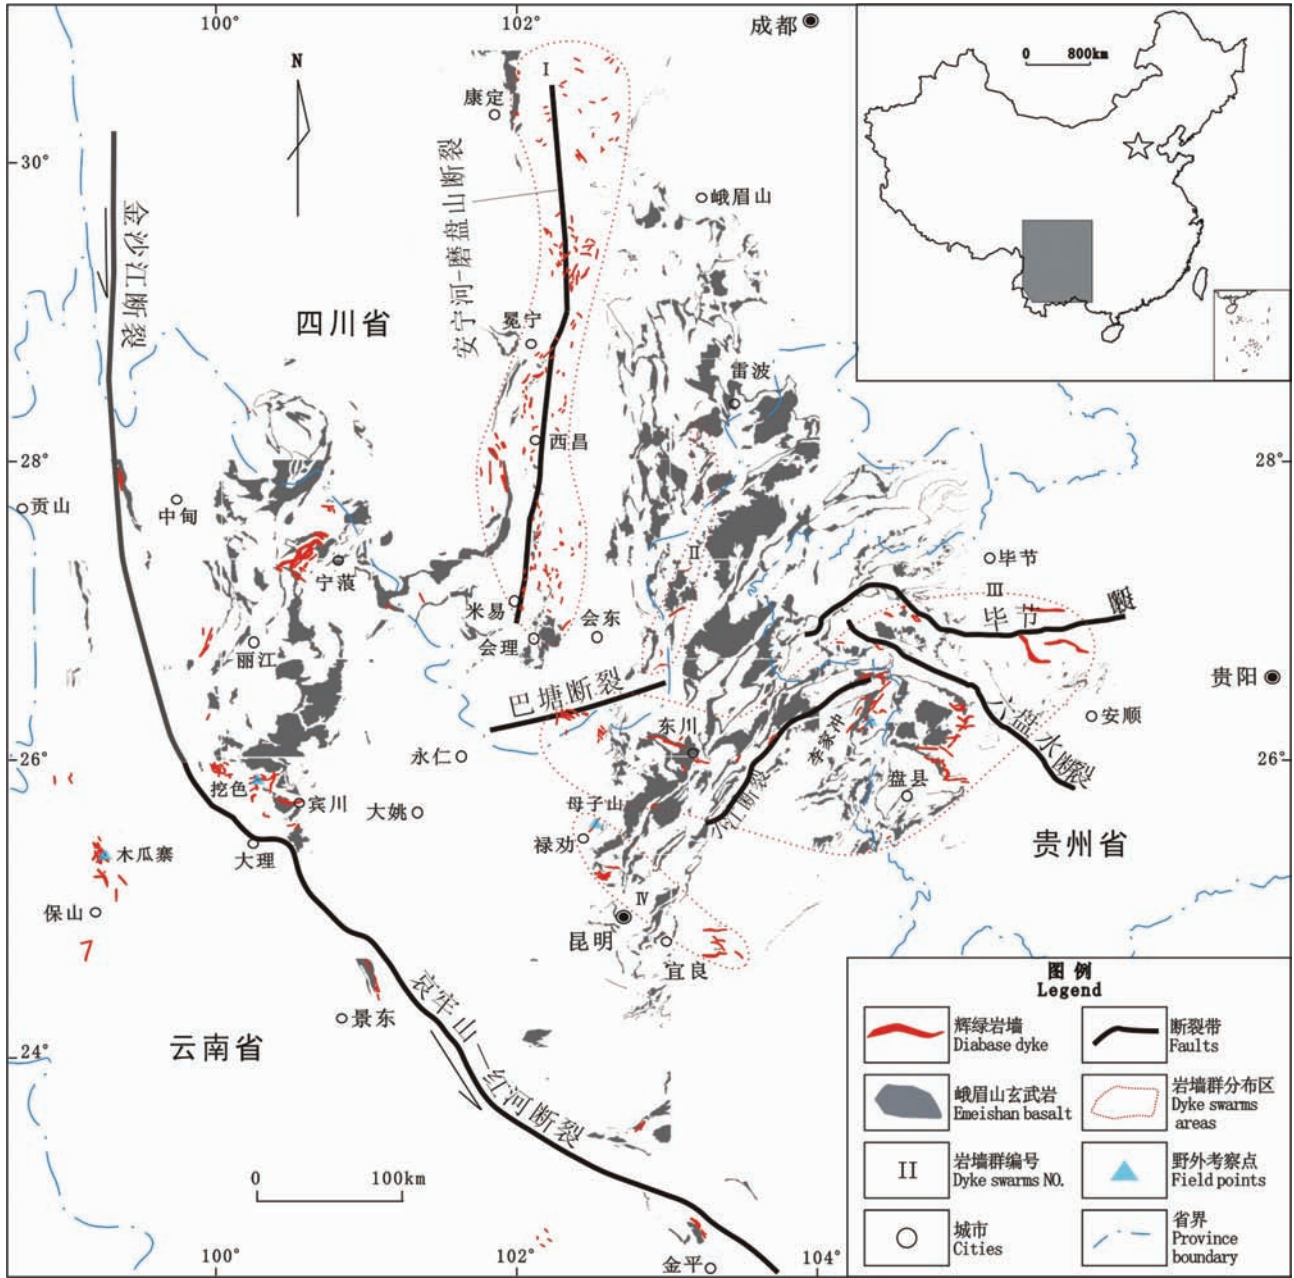 100°
102°
成都
N
0 800km
I
康定
30°
峨眉山
安宁河-磨盘山断裂
金沙江断裂
四川省
冕宁
雷波
西昌
28°
28°
贡山
中甸
II
毕节
III
宁蒗
毕节
断裂
米易
会东
会理
丽江
巴塘断裂
贵阳
六盘水断裂
安顺
东川
永仁
26°
26°
小江断裂
盘县
挖色
宾川
大姚
母子山
禄劝
木瓜寨
大理
贵州省
保山
IV
昆明
宜良
哀牢山—红河断裂
景东
云南省
24°
0 100km
金平
100°
102°
104°
图 例
Legend
辉绿岩墙
Diabase dyke
断裂带
Faults
峨眉山玄武岩
Emeishan basalt
岩墙群分布区
Dyke swarms
areas
II
岩墙群编号
Dyke swarms NO.
野外考察点
Field points
城市
Cities
省界
Province
boundary